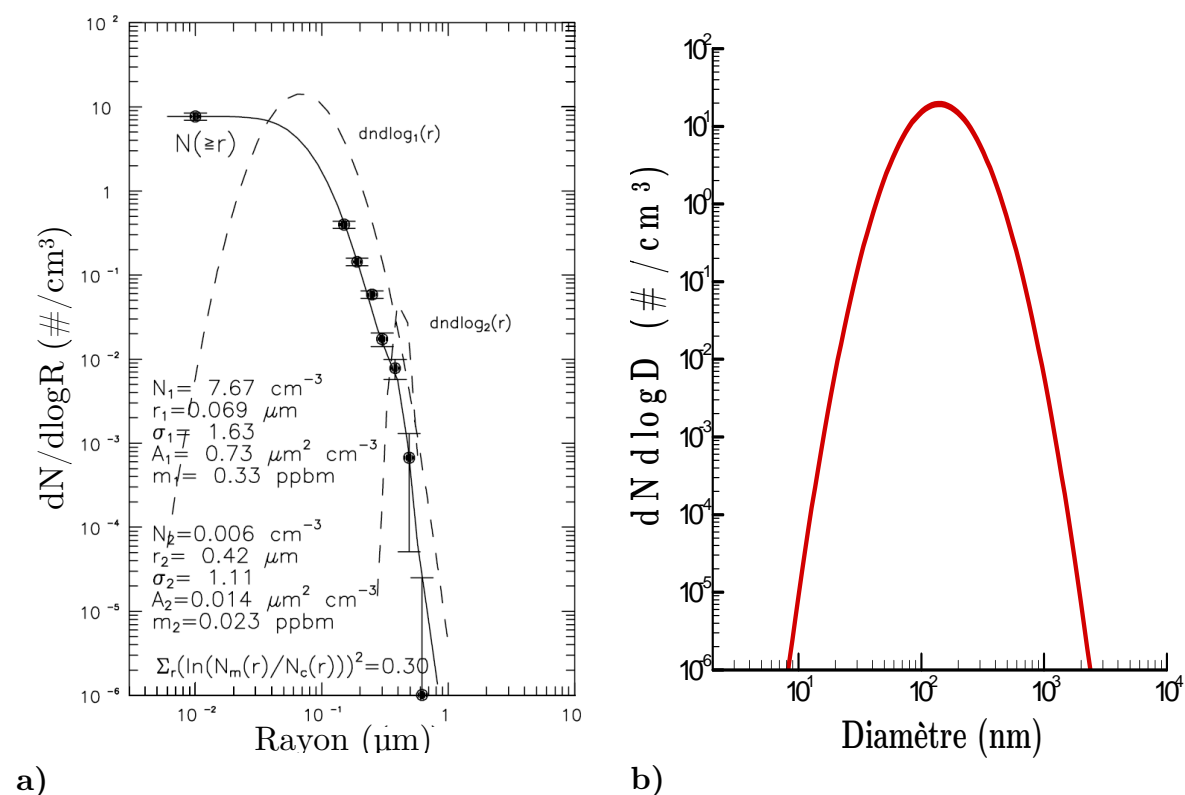 10²
10
1
10⁻¹
10⁻²
10⁻³
10⁻⁴
10⁻⁵
10⁻⁶
dN/dlogR (#/cm³)
N(≧r)
dndlog₁(r)
dndlog₂(r)
N₁= 7.67 cm⁻³
r₁=0.069 μm
σ₁= 1.63
A₁= 0.73 μm² cm⁻³
m₁= 0.33 ppbm
N₂=0.006 cm⁻³
r₂= 0.42 μm
σ₂= 1.11
A₂=0.014 μm² cm⁻³
m₂=0.023 ppbm
Σᵣ(ln(Nₘ(r)/N꜀(r)))²=0.30
10⁻² 10⁻¹ 1 10
Rayon (μm)
a)
10²
10¹
10⁰
10⁻¹
10⁻²
10⁻³
10⁻⁴
10⁻⁵
10⁻⁶
dNdlogD (#/cm³)
10¹ 10² 10³ 10⁴
Diamètre (nm)
b)